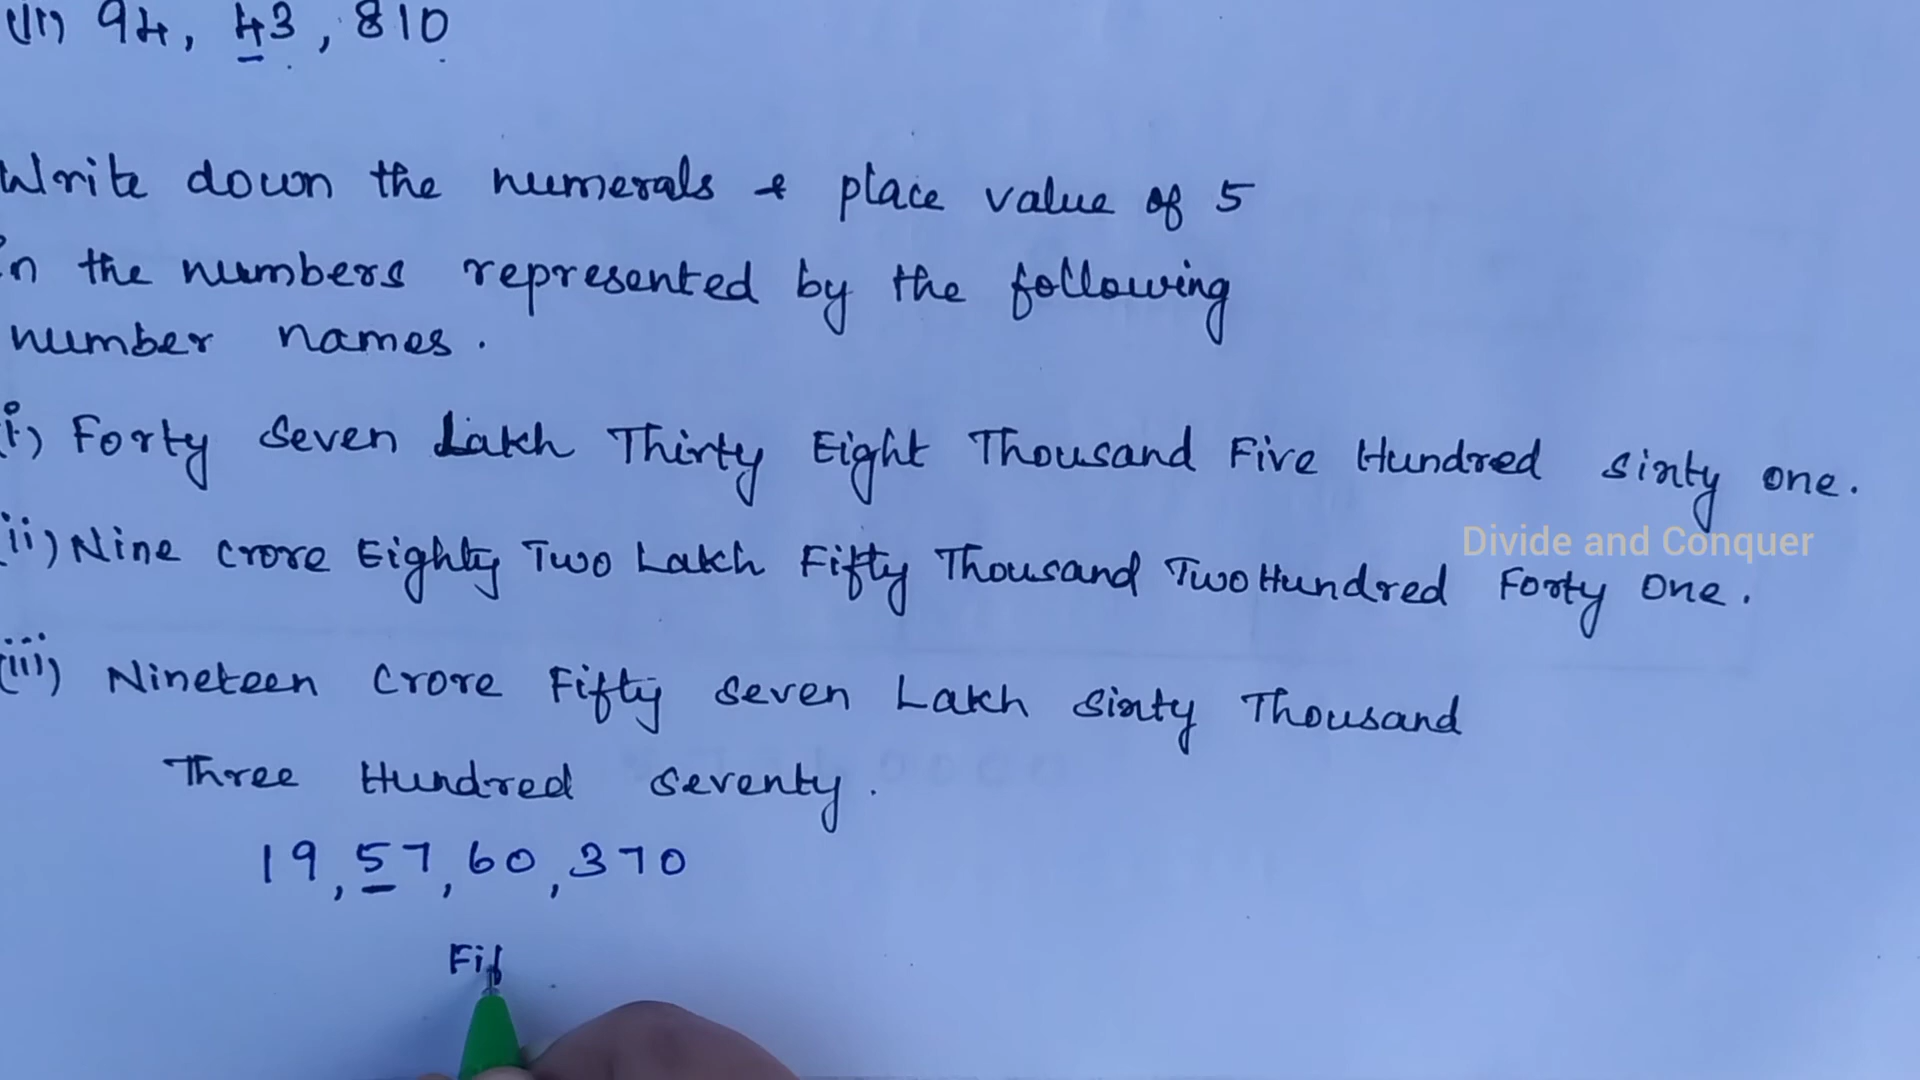 (ii) 94, 43, 810
Write down the numerals & place value of 5
in the numbers represented by the following
number names.
i) Forty Seven Lakh Thirty Eight Thousand Five Hundred sixty one.
Divide and Conquer
ii) Nine crore Eighty Two Lakh Fifty Thousand Two Hundred Forty One.
(iii) Nineteen Crore Fifty Seven Lakh Sixty Thousand
Three Hundred seventy.
19,57,60,370
Fif